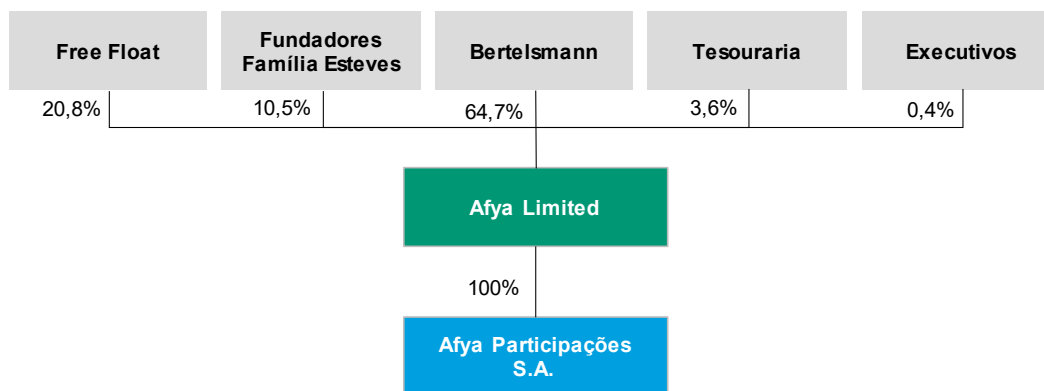 Free Float
Fundadores
Família Esteves
Bertelsmann
Tesouraria
Executivos
20,8%
10,5%
64,7%
3,6%
0,4%
Afya Limited
100%
Afya Participações
S.A.